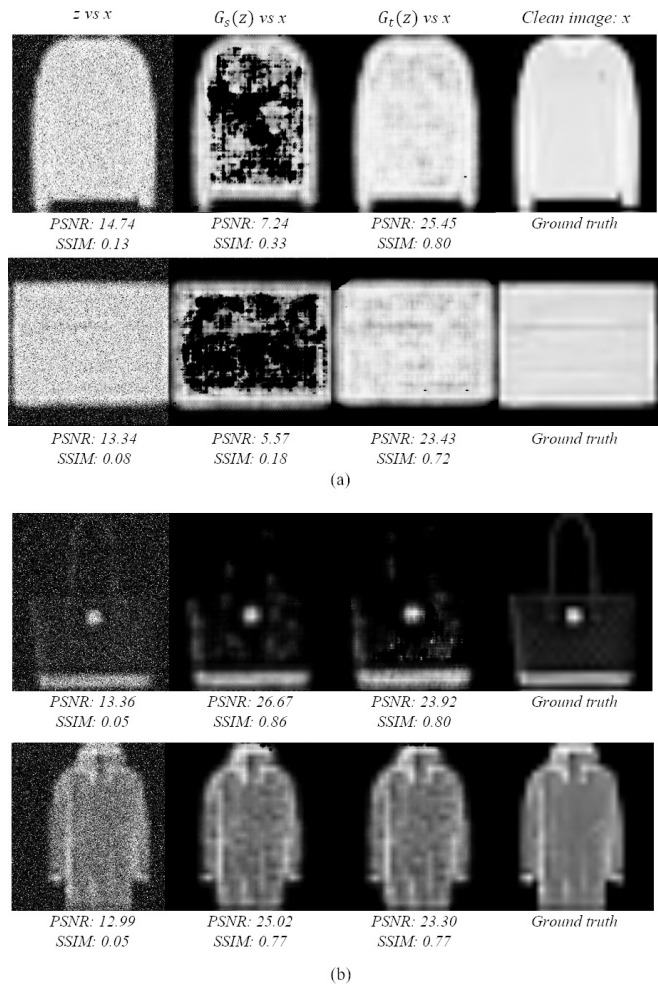 z vs x G_s(z) vs x G_t(z) vs x Clean image: x
PSNR: 14.74 PSNR: 7.24 PSNR: 25.45 Ground truth
SSIM: 0.13 SSIM: 0.33 SSIM: 0.80
PSNR: 13.34 PSNR: 5.57 PSNR: 23.43 Ground truth
SSIM: 0.08 SSIM: 0.18 SSIM: 0.72
(a)
PSNR: 13.36 PSNR: 26.67 PSNR: 23.92 Ground truth
SSIM: 0.05 SSIM: 0.86 SSIM: 0.80
PSNR: 12.99 PSNR: 25.02 PSNR: 23.30 Ground truth
SSIM: 0.05 SSIM: 0.77 SSIM: 0.77
(b)